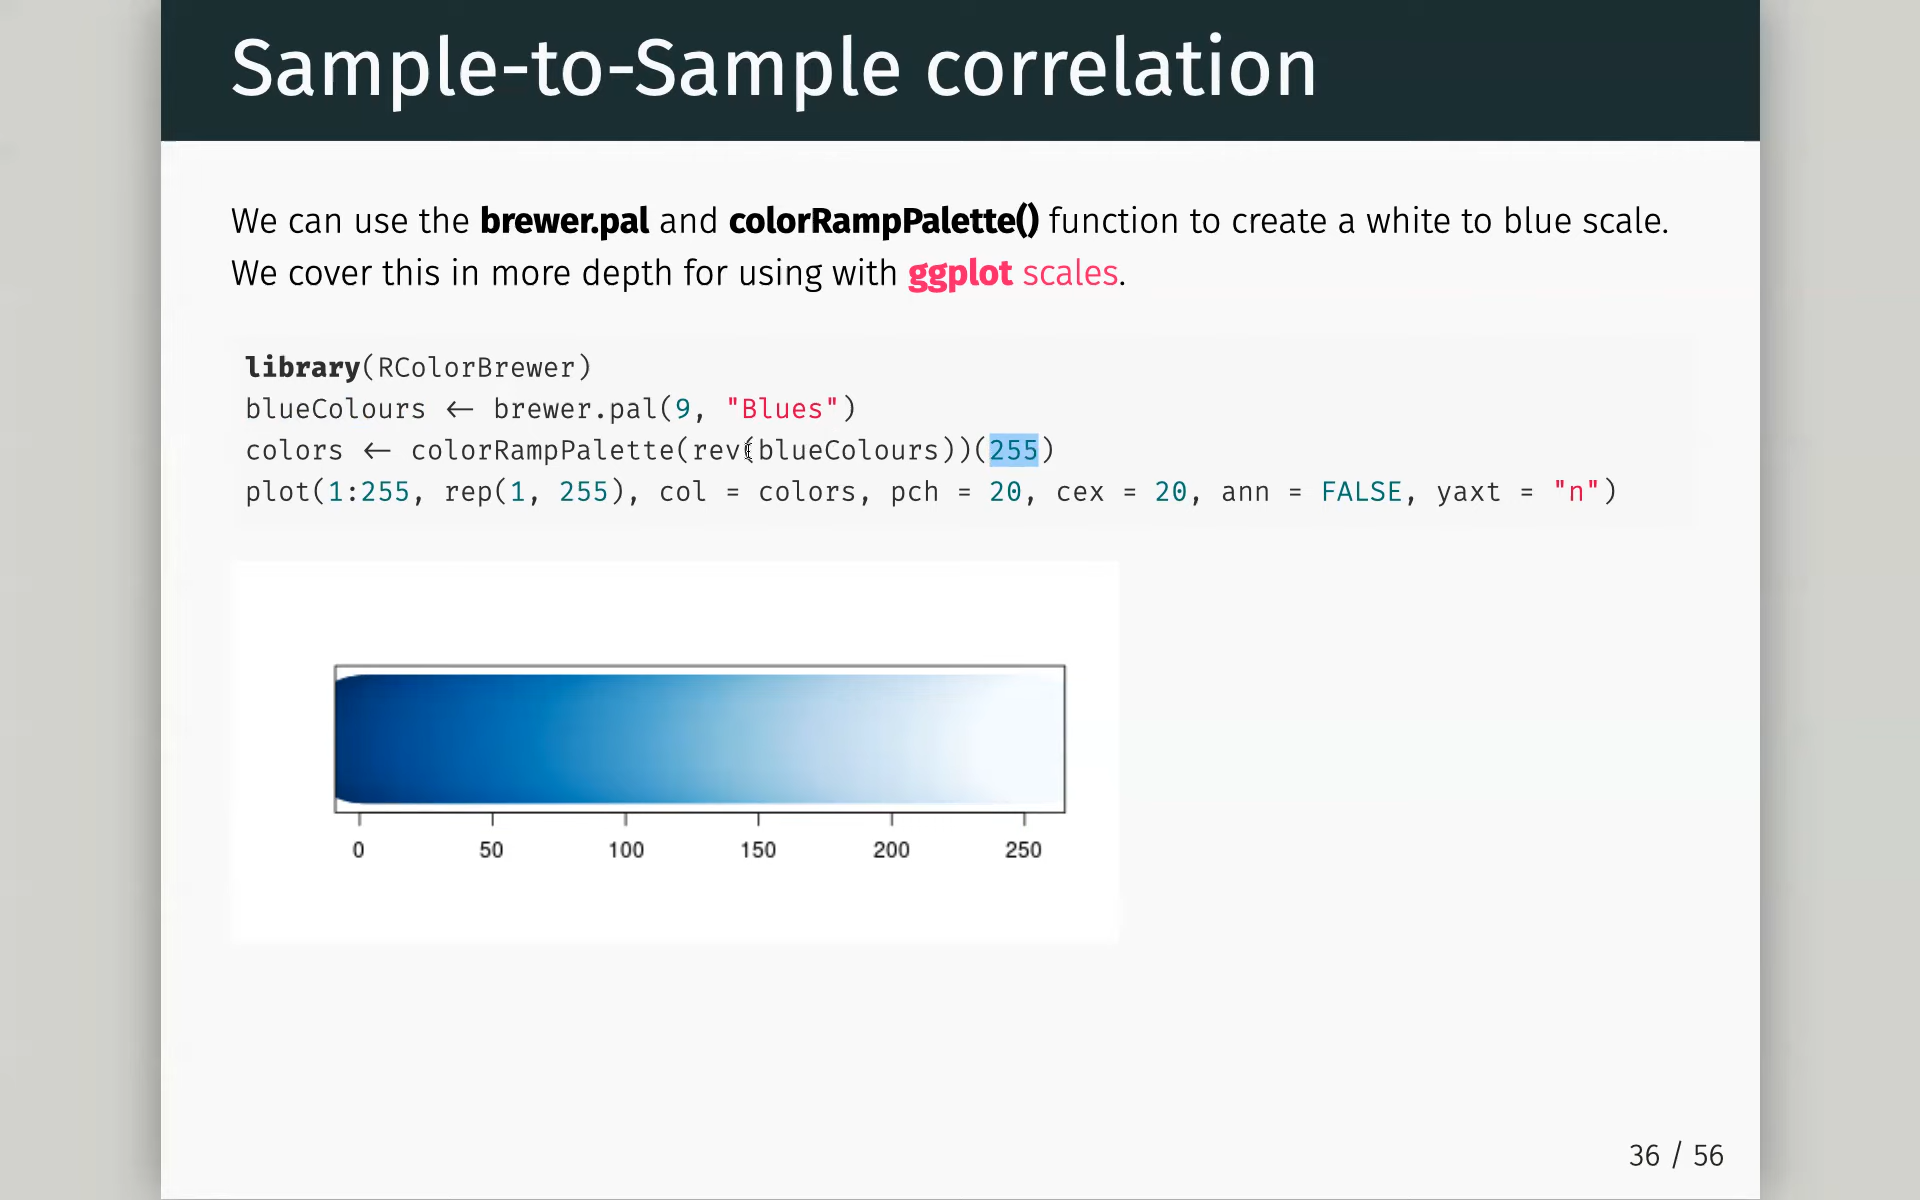 Sample-to-Sample correlation
We can use the brewer.pal and colorRampPalette() function to create a white to blue scale.
We cover this in more depth for using with ggplot scales.
library(RColorBrewer)
blueColours <- brewer.pal(9, "Blues")
colors <- colorRampPalette(rev(blueColours))(255)
plot(1:255, rep(1, 255), col = colors, pch = 20, cex = 20, ann = FALSE, yaxt = "n")
0 50 100 150 200 250
36 / 56